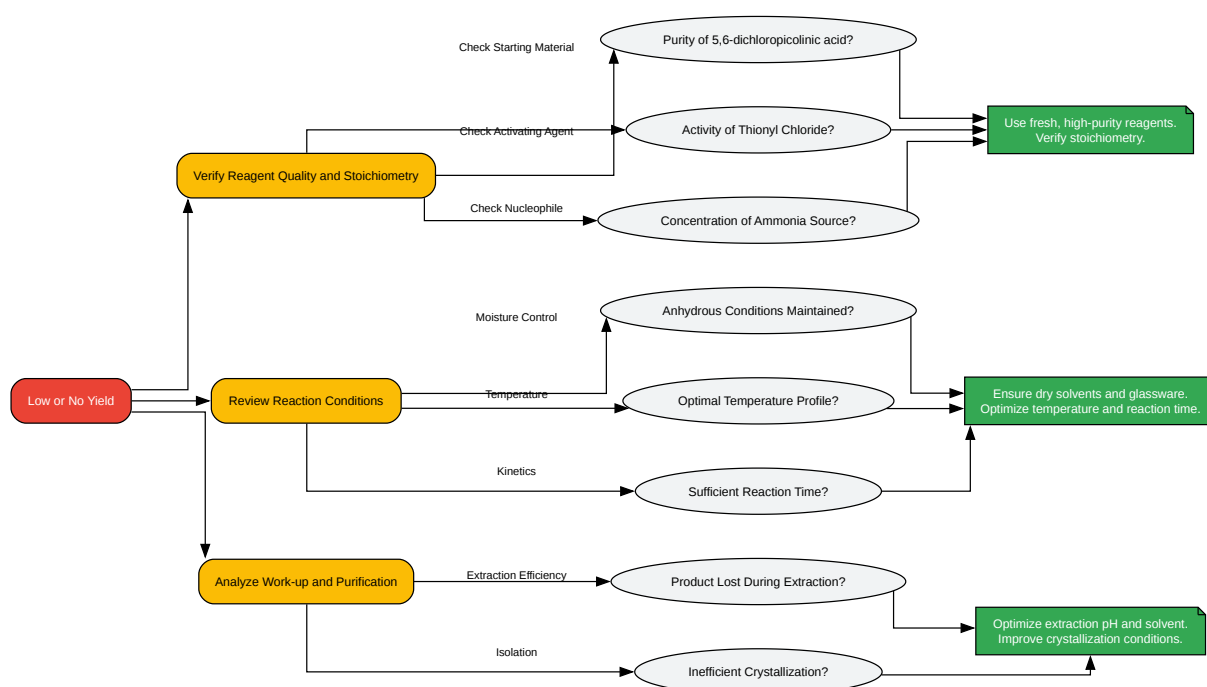 Check Starting Material
Purity of 5,6-dichloropicolinic acid?
Check Activating Agent
Activity of Thionyl Chloride?
Use fresh, high-purity reagents.
Verify stoichiometry.
Verify Reagent Quality and Stoichiometry
Check Nucleophile
Concentration of Ammonia Source?
Moisture Control
Anhydrous Conditions Maintained?
Low or No Yield
Review Reaction Conditions
Temperature
Optimal Temperature Profile?
Ensure dry solvents and glassware.
Optimize temperature and reaction time.
Kinetics
Sufficient Reaction Time?
Analyze Work-up and Purification
Extraction Efficiency
Product Lost During Extraction?
Optimize extraction pH and solvent.
Improve crystallization conditions.
Isolation
Inefficient Crystallization?